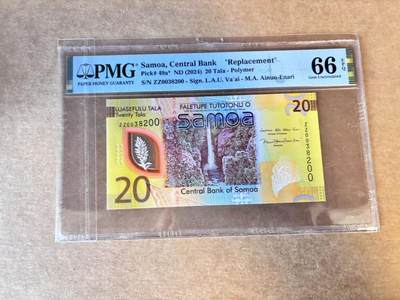 PMG
PAPER MONEY GUARANTY
Samoa, Central Bank "Replacement"
Pick# 40a* ND (2024) 20 Tala - Polymer
S/N ZZ0038200 - Sign. L.A.U. Va'ai - M.A. Ainuu-Enari
66 EPQ
Gem Uncirculated
LUASEFULU TALA
Twenty Tala
ZZ0038200
FALETUPE TUTOTONU O
samoa
20
ZZ0038200
20
Central Bank of Samoa